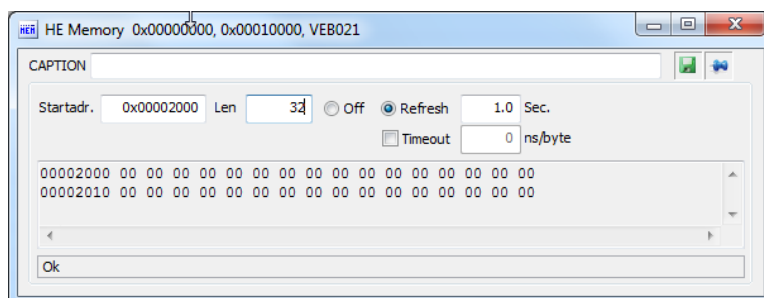 HER HE Memory 0x00000000, 0x00010000, VEB021
CAPTION
Startadr. 0x00002000 Len 32 Off Refresh 1.0 Sec.
Timeout 0 ns/byte
00002000 00 00 00 00 00 00 00 00 00 00 00 00 00 00 00 00
00002010 00 00 00 00 00 00 00 00 00 00 00 00 00 00 00 00
Ok